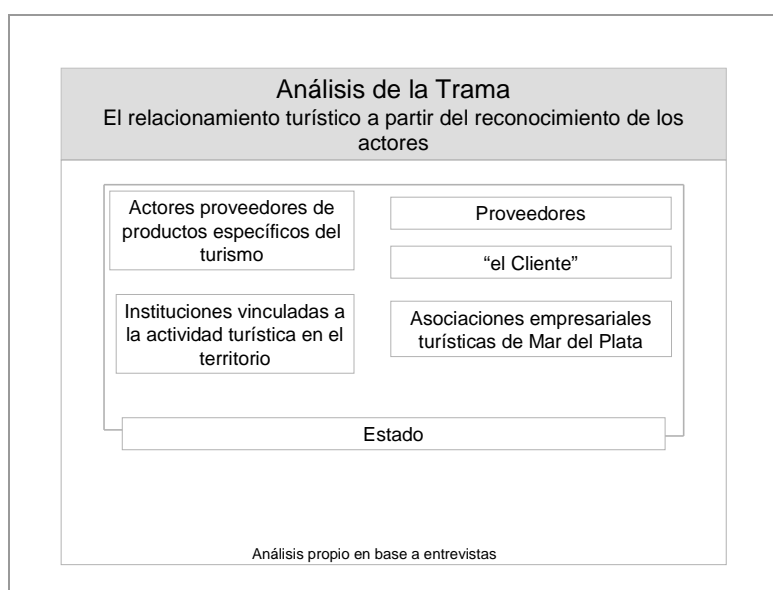 Análisis de la Trama
El relacionamiento turístico a partir del reconocimiento de los
actores
Actores proveedores de
productos específicos del
turismo
Proveedores
“el Cliente”
Instituciones vinculadas a
la actividad turística en el
territorio
Asociaciones empresariales
turísticas de Mar del Plata
Estado
Análisis propio en base a entrevistas